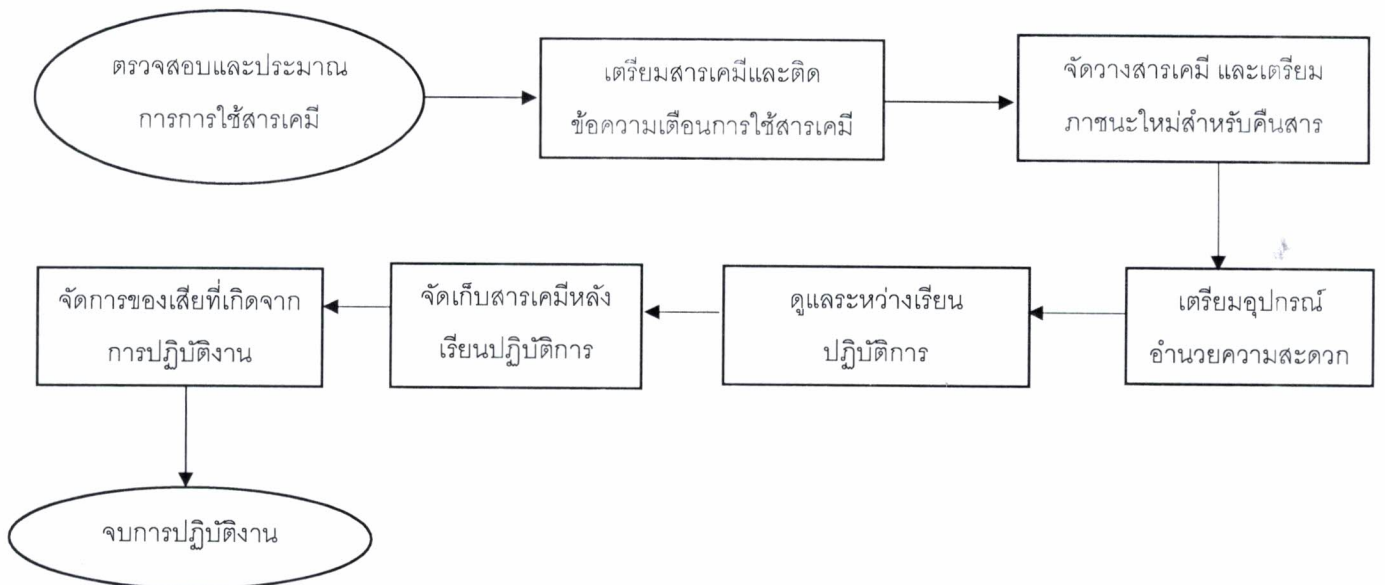 ตรวจสอบและประมาณ
การการใช้สารเคมี
เตรียมสารเคมีและติด
ข้อความเตือนการใช้สารเคมี
จัดวางสารเคมี และเตรียม
ภาชนะใหม่สำหรับคืนสาร
เตรียมอุปกรณ์
อำนวยความสะดวก
ดูแลระหว่างเรียน
ปฏิบัติการ
จัดเก็บสารเคมีหลัง
เรียนปฏิบัติการ
จัดการของเสียที่เกิดจาก
การปฏิบัติงาน
จบการปฏิบัติงาน